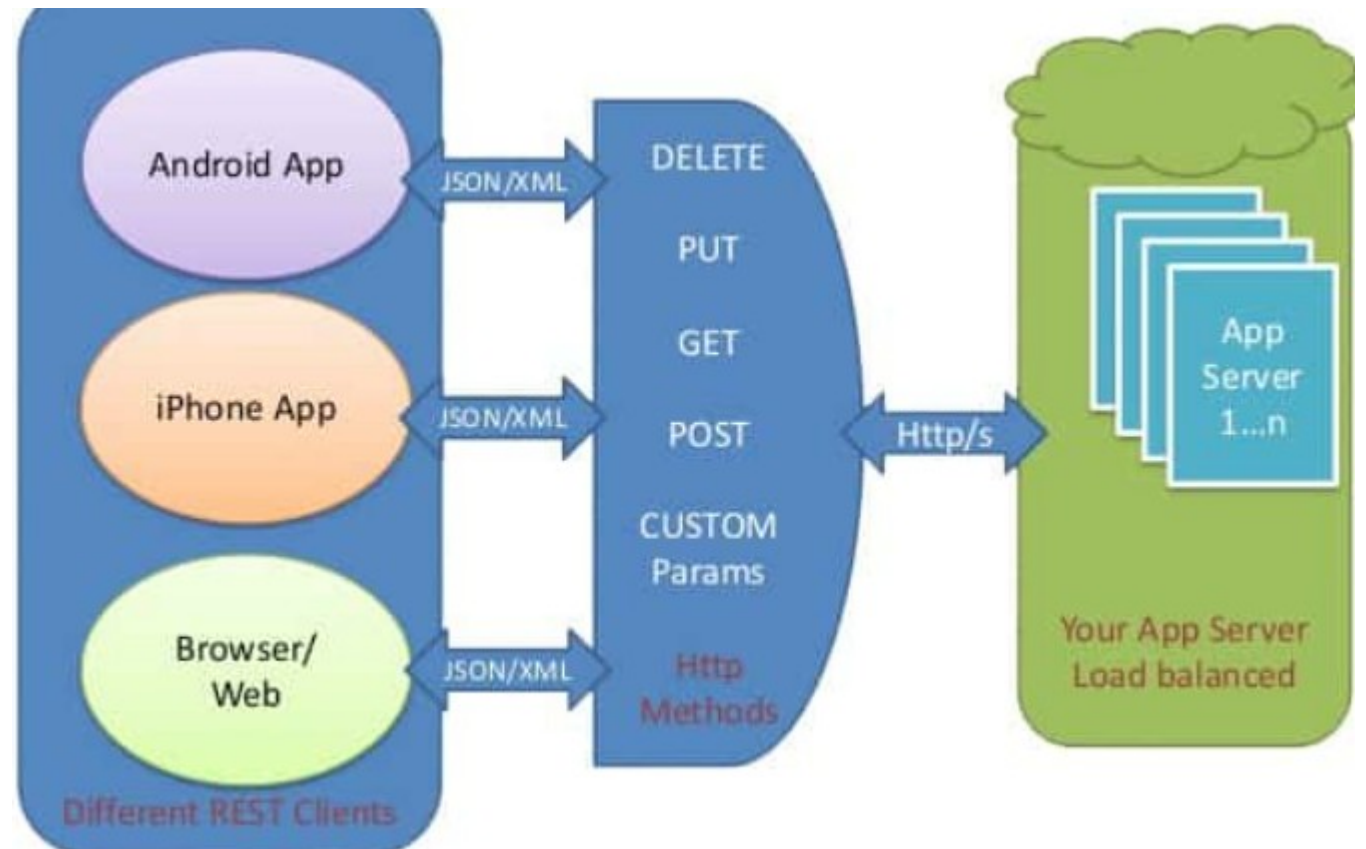 Android App
JSON/XML
iPhone App
JSON/XML
Browser/
Web
JSON/XML
Different REST Clients
DELETE
PUT
GET
POST
CUSTOM
Params
Http
Methods
Http/s
App
Server
1...n
Your App Server
Load balanced